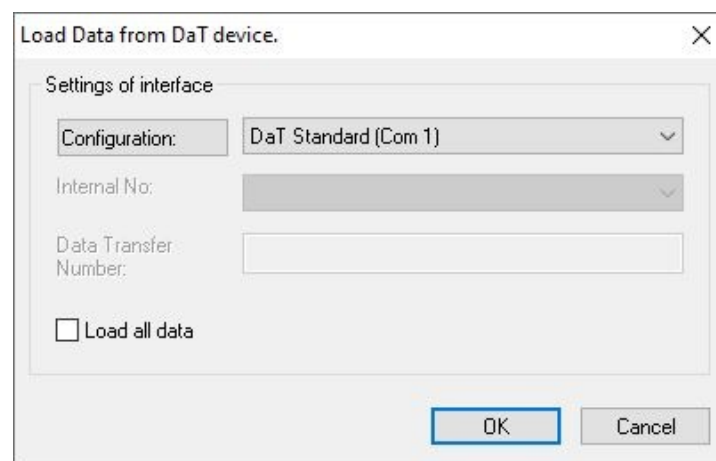 Load Data from DaT device.
Settings of interface
Configuration:
DaT Standard (Com 1)
Internal No:
Data Transfer
Number:
Load all data
OK
Cancel